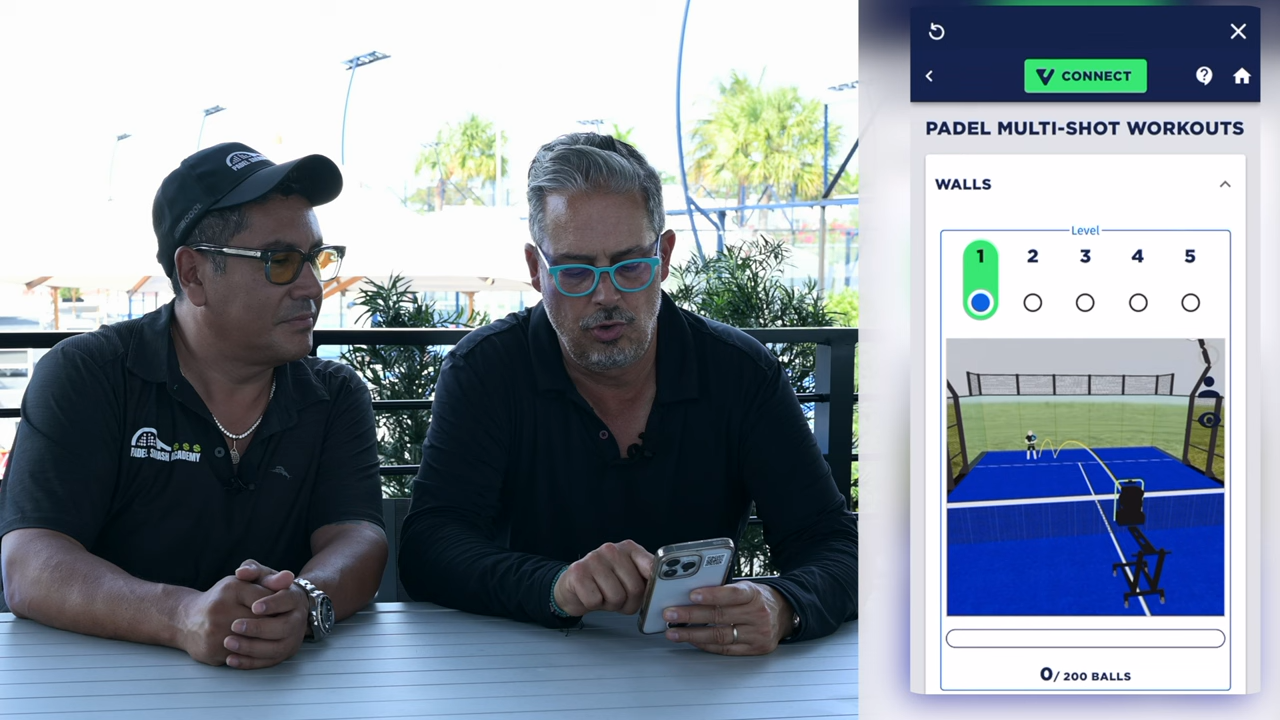 CONNECT
PADEL MULTI-SHOT WORKOUTS
WALLS
Level
1 2 3 4 5
0/ 200 BALLS
PADEL SMASH ACADEMY